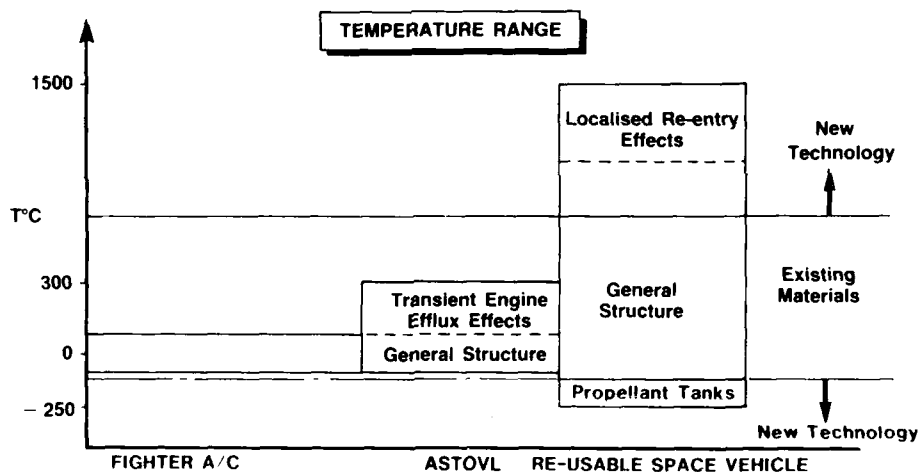 TEMPERATURE RANGE
1500
Localised Re-entry
Effects
New
Technology
T°C
300
Transient Engine
Efflux Effects
General
Structure
Existing
Materials
0
General Structure
Propellant Tanks
- 250
New Technology
FIGHTER A/C
ASTOVL
RE-USABLE SPACE VEHICLE